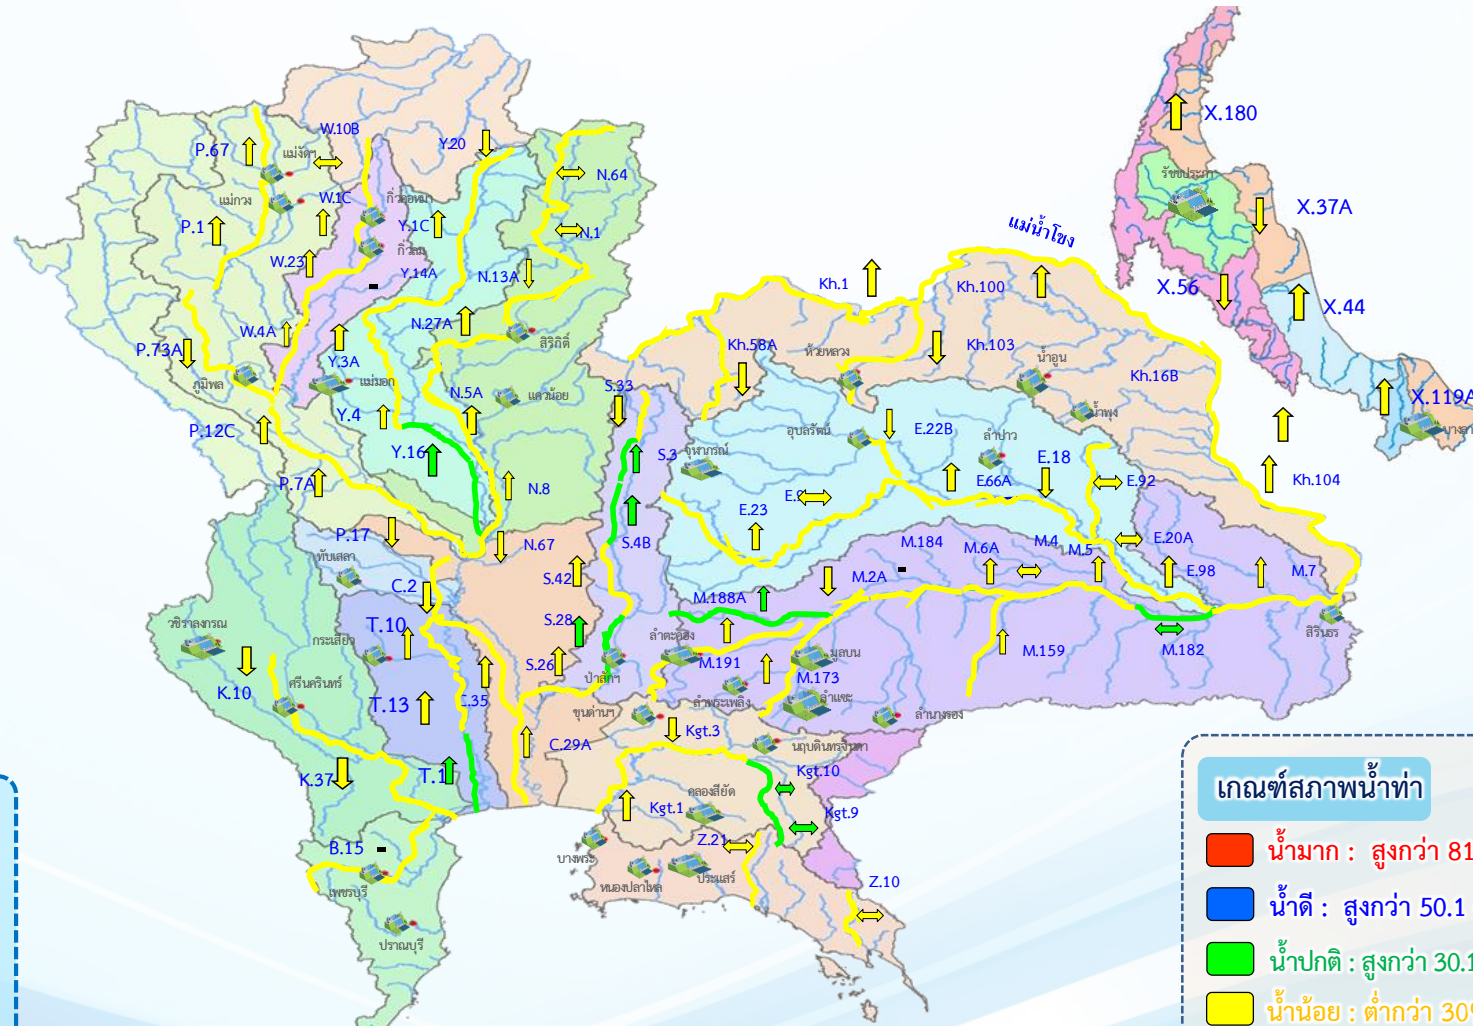 W.10B
P.67
แม่งัดฯ
Y.20
N.64
แม่กวง
W.1C
กิ่วคอหมา
P.1
Y.1C
N.1
กิ่วลม
W.23
Y.14A
N.13A
W.4A
N.27A
สิริกิติ์
P.73A
Y.3A
ภูมิพล
แม่มอก
N.5A
แควน้อย
Y.4
P.12C
Y.16
P.7A
N.8
P.17
N.67
ทับเสลา
C.2
S.42
วชิราลงกรณ
กระเสียว
T.10
S.28
K.10
ศรีนครินทร์
S.26
ป่าสักฯ
T.13
C.35
ขุนด่านฯ
C.29A
K.37
T.1
B.15
เพชรบุรี
ปราณบุรี
แม่น้ำโขง
Kh.1
Kh.100
Kh.58A
ห้วยหลวง
Kh.103
น้ำอูน
Kh.16B
S.33
น้ำพุง
อุบลรัตน์
E.22B
ลำปาว
S.3
จุฬาภรณ์
E.18
E.66A
E.92
Kh.104
E.23
S.4B
M.184
M.6A
M.4
M.5
E.20A
M.188A
M.2A
E.98
M.7
สิรินธร
ลำตะคอง
มูลบน
M.191
M.159
M.182
M.173
ลำพระเพลิง
ลำแซะ
ลำนางรอง
Kgt.3
นฤบดินทรจินดา
Kgt.10
คลองสียัด
Kgt.1
Kgt.9
Z.21
บางพระ
หนองปลาไหล
ประแสร์
Z.10
X.180
รัชชประภา
X.37A
X.56
X.44
X.119A
เกณฑ์สภาพน้ำท่า
น้ำมาก : สูงกว่า 81
น้ำดี : สูงกว่า 50.1
น้ำปกติ : สูงกว่า 30.1
น้ำน้อย : ต่ำกว่า 30